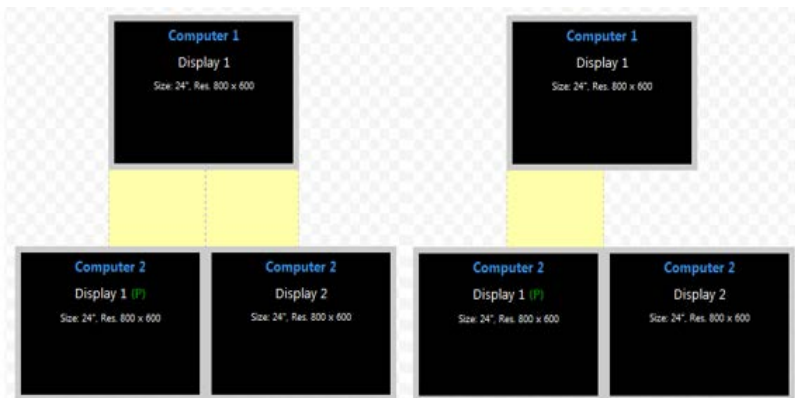 Computer 1
Display 1
Size: 24", Res. 800 x 600
Computer 1
Display 1
Size: 24", Res. 800 x 600
Computer 2
Display 1 (P)
Size: 24", Res. 800 x 600
Computer 2
Display 2
Size: 24", Res. 800 x 600
Computer 2
Display 1 (P)
Size: 24", Res. 800 x 600
Computer 2
Display 2
Size: 24", Res. 800 x 600